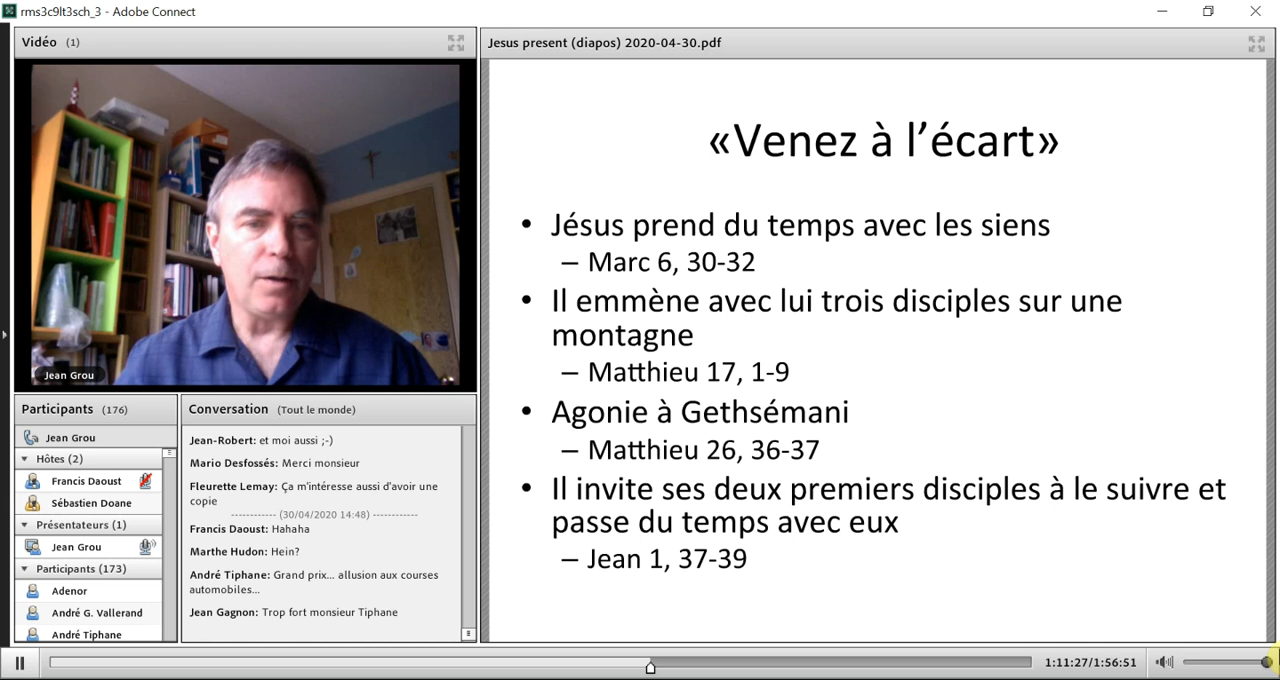 rms3c9lt3sch_3 - Adobe Connect
Vidéo (1)
Jean Grou
Participants (176)
Jean Grou
Hôtes (2)
Francis Daoust
Sébastien Doane
Présentateurs (1)
Jean Grou
Participants (173)
Adenor
André G. Vallerand
André Tiphane
Conversation (Tout le monde)
Jean-Robert: et moi aussi ;-)
Mario Desfossés: Merci monsieur
Fleurette Lemay: Ça m'intéresse aussi d'avoir une
copie
------------ (30/04/2020 14:48) ------------
Francis Daoust: Hahaha
Marthe Hudon: Hein?
André Tiphane: Grand prix... allusion aux courses
automobiles...
Jean Gagnon: Trop fort monsieur Tiphane
Jesus present (diapos) 2020-04-30.pdf
«Venez à l’écart»
• Jésus prend du temps avec les siens
– Marc 6, 30-32
• Il emmène avec lui trois disciples sur une
montagne
– Matthieu 17, 1-9
• Agonie à Gethsémani
– Matthieu 26, 36-37
• Il invite ses deux premiers disciples à le suivre et
passe du temps avec eux
– Jean 1, 37-39
1:11:27/1:56:51